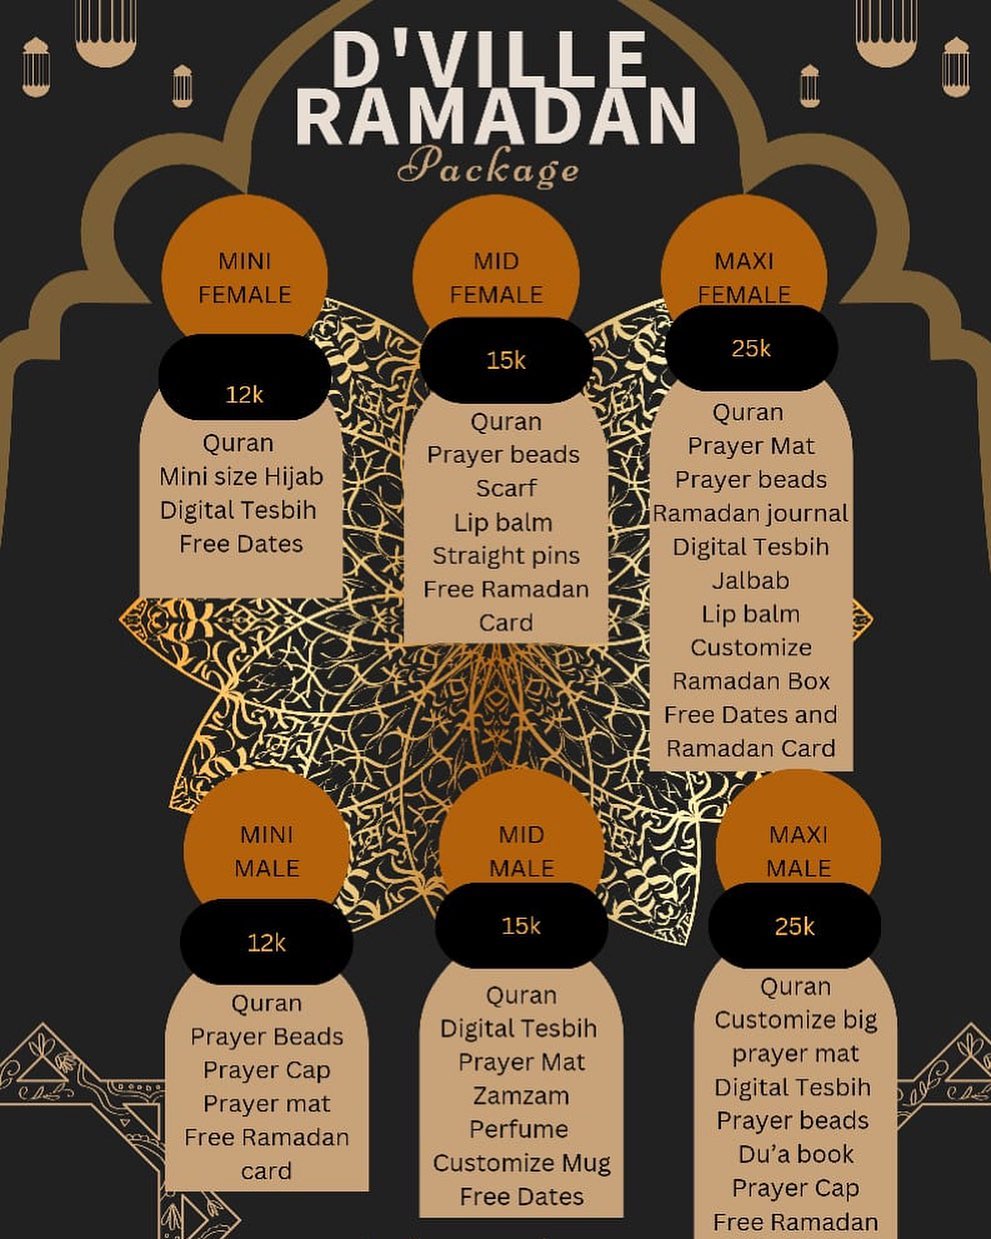 D'VILLE
RAMADAN
Package
MINI
FEMALE
12k
Quran
Mini size Hijab
Digital Tesbih
Free Dates
MID
FEMALE
15k
Quran
Prayer beads
Scarf
Lip balm
Straight pins
Free Ramadan
Card
MAXI
FEMALE
25k
Quran
Prayer Mat
Prayer beads
Ramadan journal
Digital Tesbih
Jalbab
Lip balm
Customize
Ramadan Box
Free Dates and
Ramadan Card
MINI
MALE
12k
Quran
Prayer Beads
Prayer Cap
Prayer mat
Free Ramadan
card
MID
MALE
15k
Quran
Digital Tesbih
Prayer Mat
Zamzam
Perfume
Customize Mug
Free Dates
MAXI
MALE
25k
Quran
Customize big
prayer mat
Digital Tesbih
Prayer beads
Du’a book
Prayer Cap
Free Ramadan